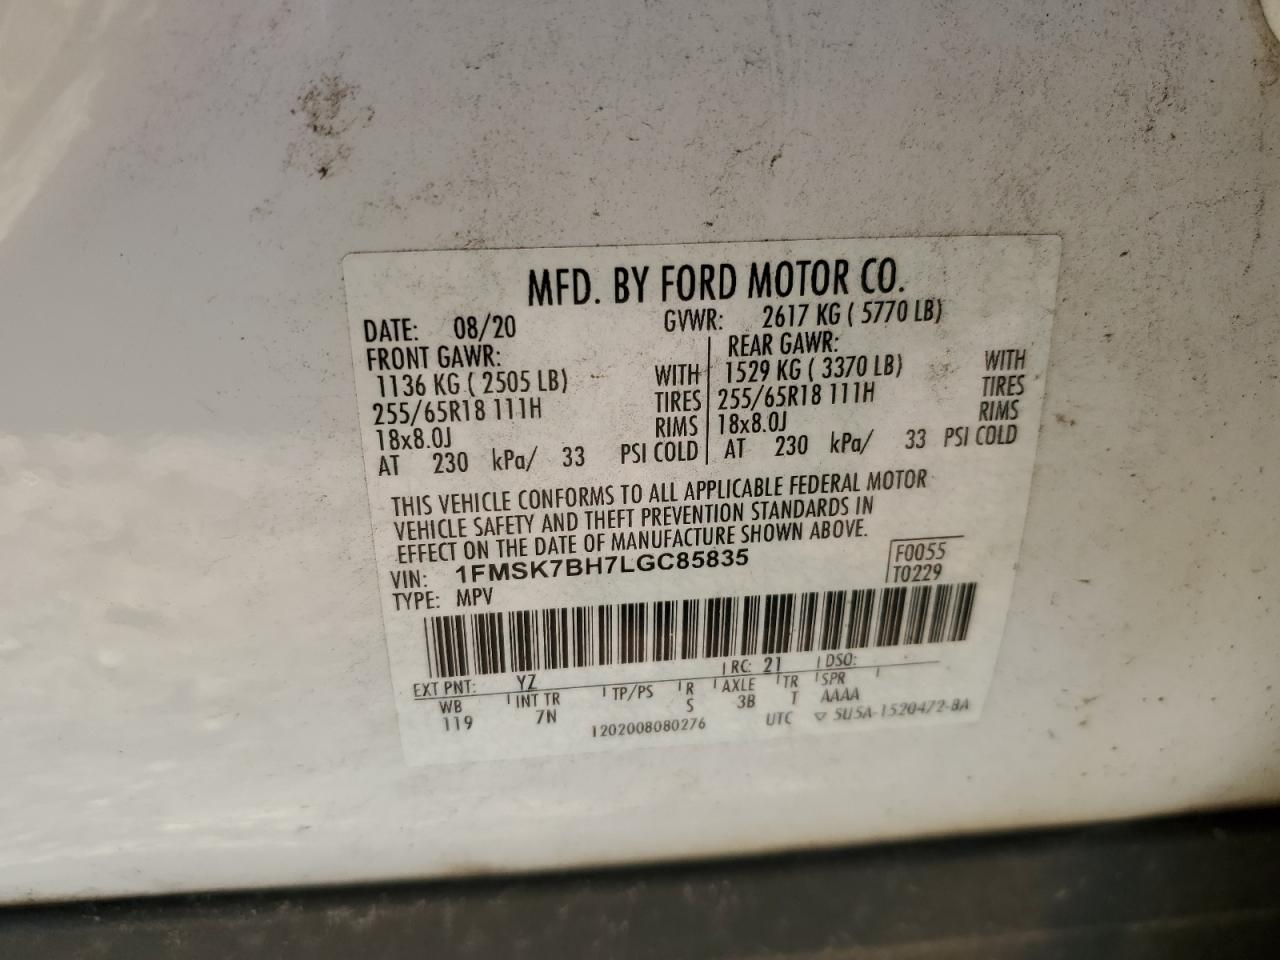 MFD. BY FORD MOTOR CO.
DATE: 08/20 GVWR: 2617 KG ( 5770 LB)
FRONT GAWR: REAR GAWR:
1136 KG ( 2505 LB) WITH 1529 KG ( 3370 LB) WITH
255/65R18 111H TIRES 255/65R18 111H TIRES
18x8.0J RIMS 18x8.0J RIMS
AT 230 kPa/ 33 PSI COLD AT 230 kPa/ 33 PSI COLD
THIS VEHICLE CONFORMS TO ALL APPLICABLE FEDERAL MOTOR
VEHICLE SAFETY AND THEFT PREVENTION STANDARDS IN
EFFECT ON THE DATE OF MANUFACTURE SHOWN ABOVE.
VIN: 1FMSK7BH7LGC85835 F0055
TYPE: MPV T0229
EXT PNT: YZ RC: 21 DSO:
WB INT TR TP/PS R AXLE TR SPR
119 7N S 3B T AAAA
1202008080276 UTC ▽ 5U5A-1520472-BA